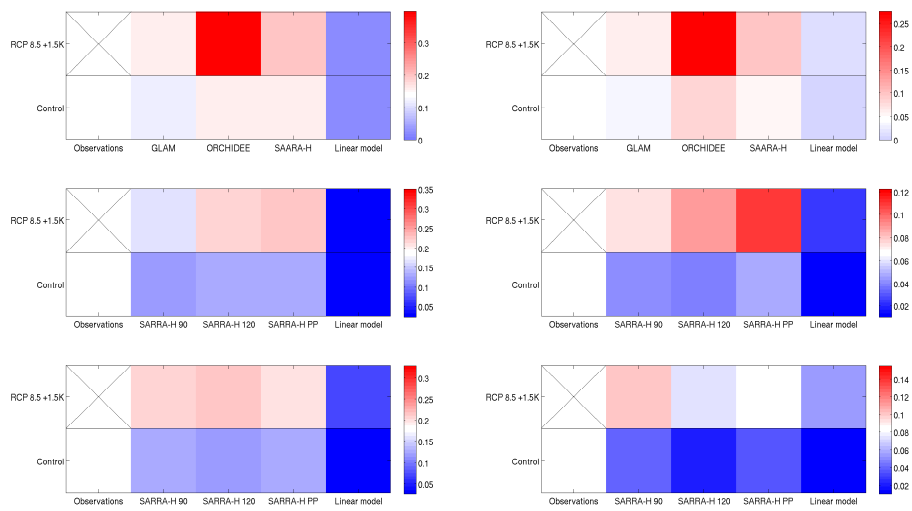 RCP 8.5 +1.5K
Control
Observations GLAM ORCHIDEE SAARA-H Linear model
0.3
0.2
0.1
0
RCP 8.5 +1.5K
Control
Observations GLAM ORCHIDEE SAARA-H Linear model
0.25
0.2
0.15
0.1
0.05
0
RCP 8.5 +1.5K
Control
Observations SARRA-H 90 SARRA-H 120 SARRA-H PP Linear model
0.35
0.3
0.25
0.2
0.15
0.1
0.05
RCP 8.5 +1.5K
Control
Observations SARRA-H 90 SARRA-H 120 SARRA-H PP Linear model
0.12
0.1
0.08
0.06
0.04
0.02
RCP 8.5 +1.5K
Control
Observations SARRA-H 90 SARRA-H 120 SARRA-H PP Linear model
0.3
0.25
0.2
0.15
0.1
0.05
RCP 8.5 +1.5K
Control
Observations SARRA-H 90 SARRA-H 120 SARRA-H PP Linear model
0.14
0.12
0.1
0.08
0.06
0.04
0.02